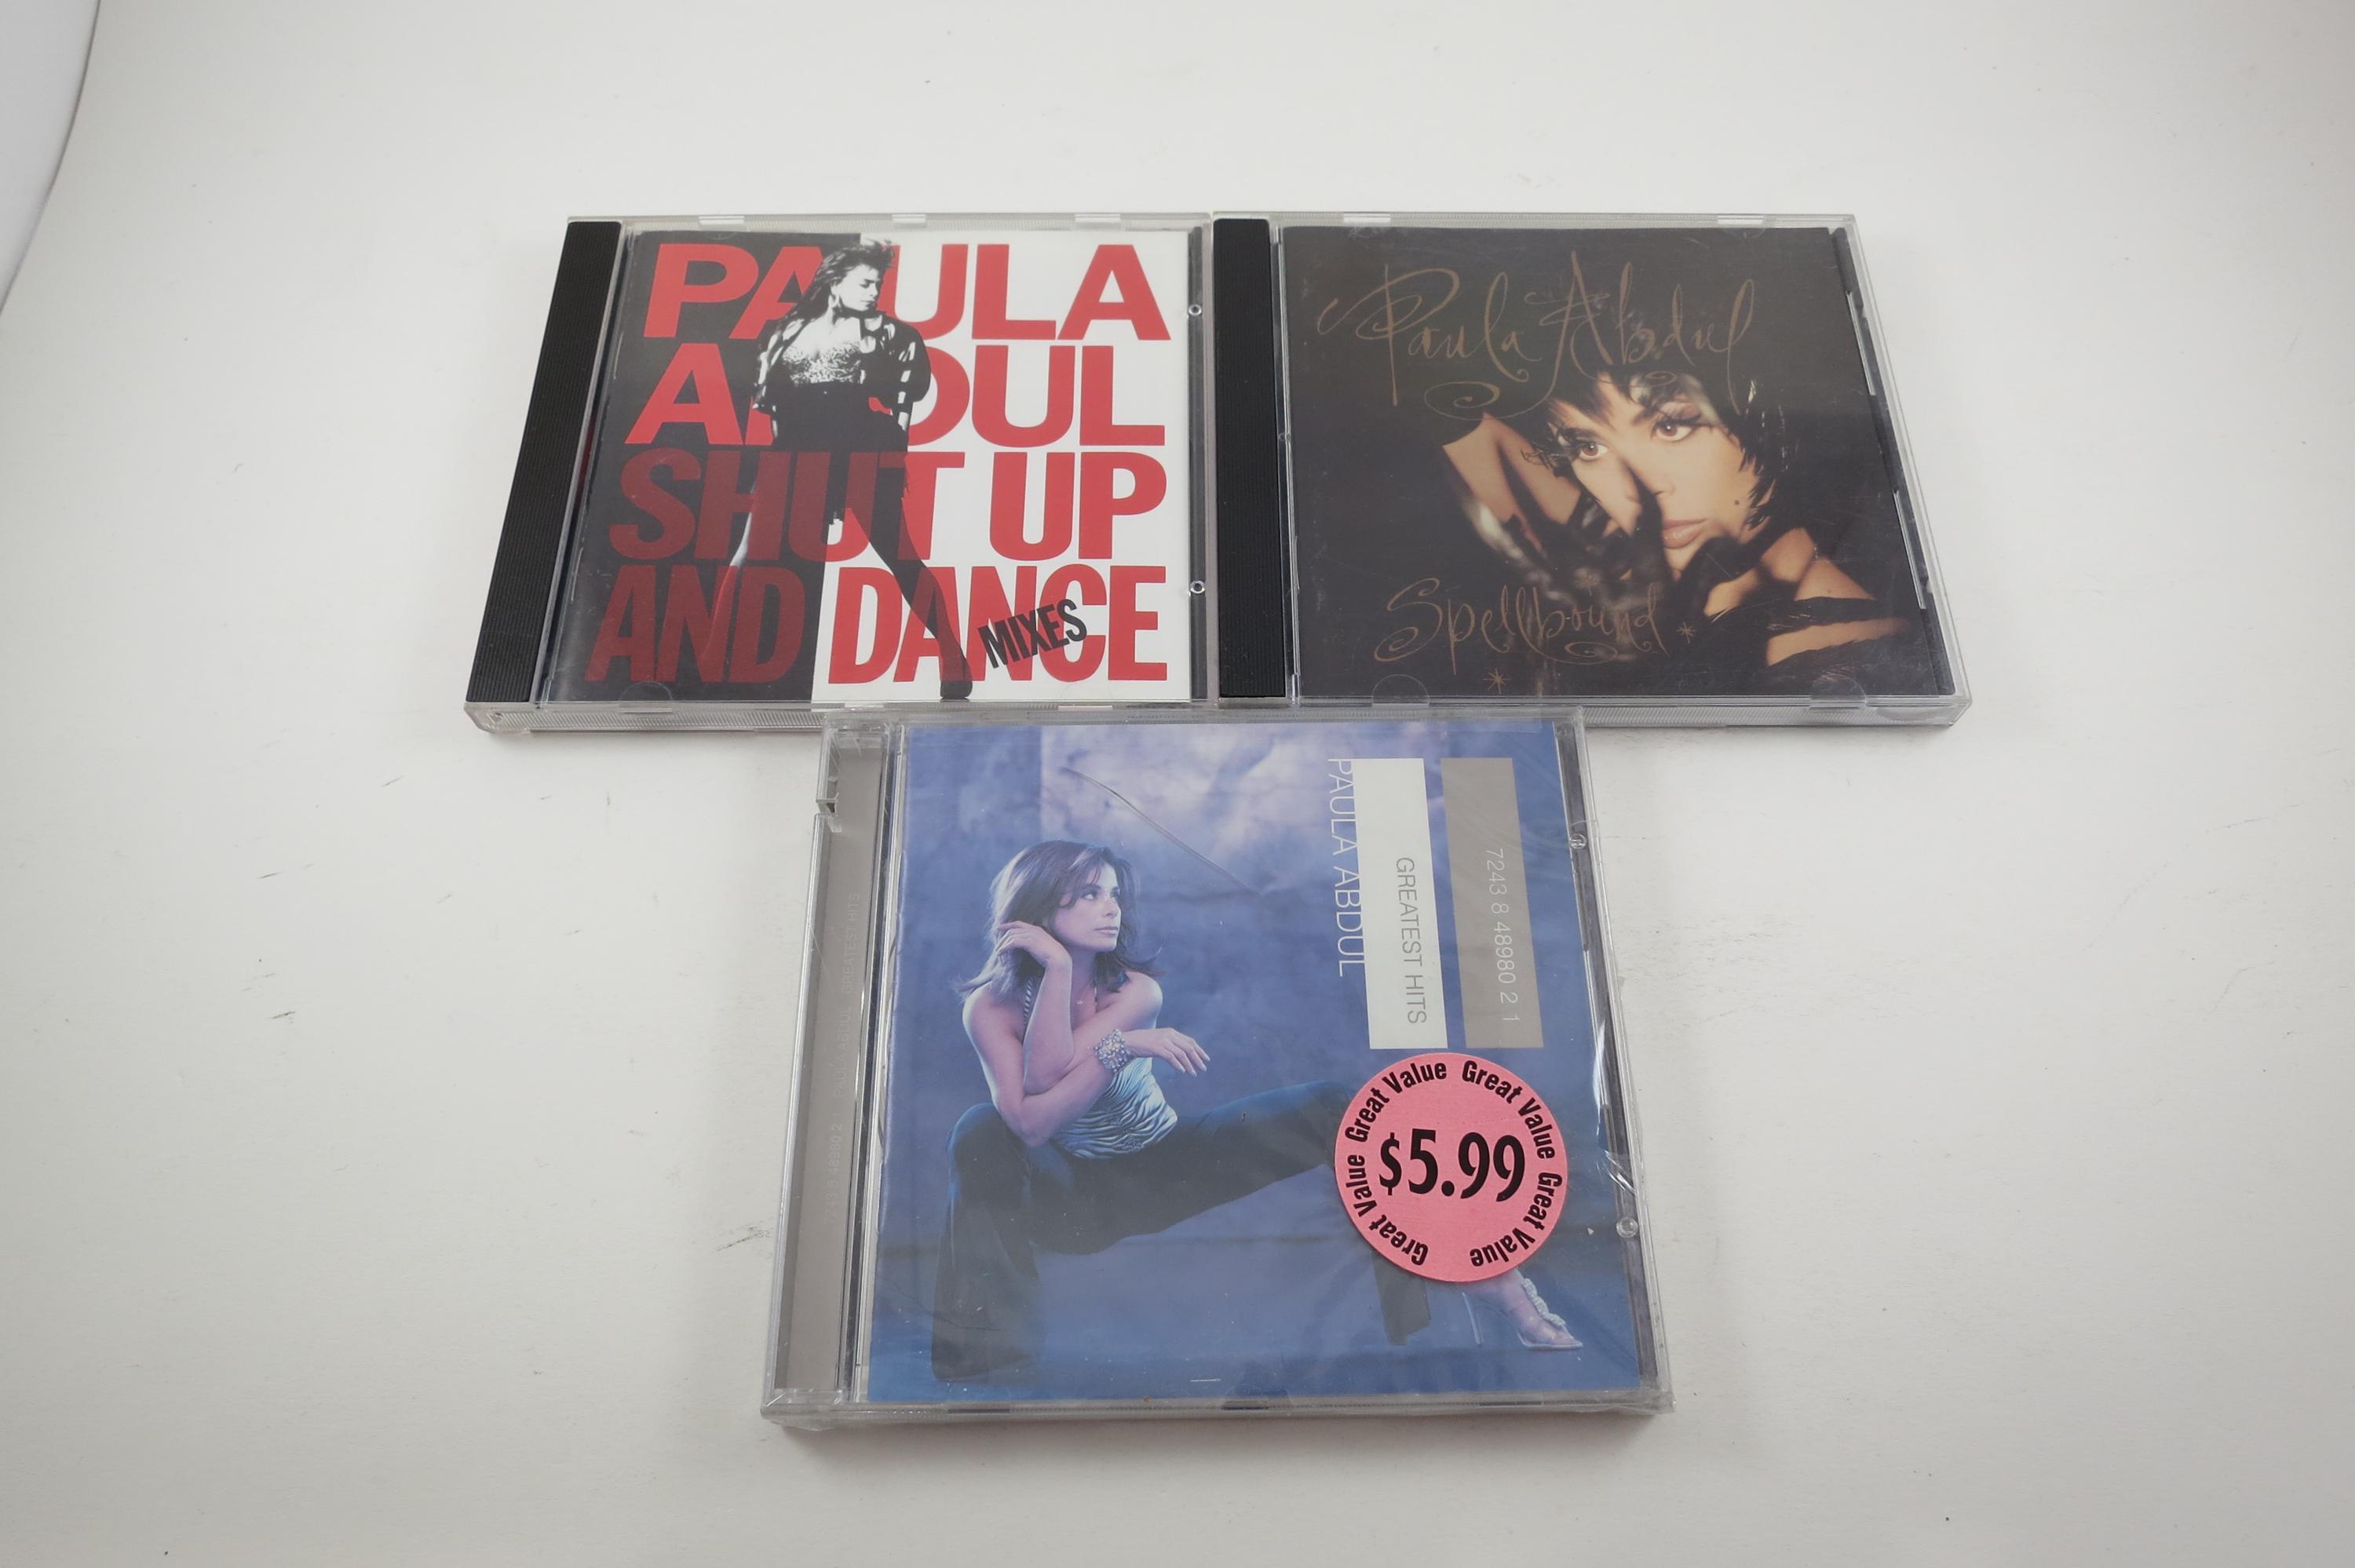 PAULA
ABDUL
SHUT UP
AND DANCE
MIXES
Paula Abdul
Spellbound
PAULA ABDUL
GREATEST HITS
7243 8 48980 2 1
Great Value Great Value Great Value Great Value
$5.99